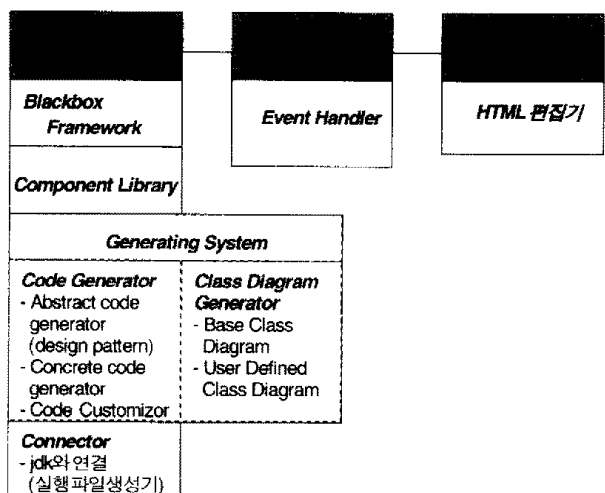 Blackbox
Framework
Event Handler
HTML 편집기
Component Library
Generating System
Code Generator
- Abstract code
generator
(design pattern)
- Concrete code
generator
- Code Customizor
Class Diagram
Generator
- Base Class
Diagram
- User Defined
Class Diagram
Connector
- jdk와 연결
(실행파일생성기)